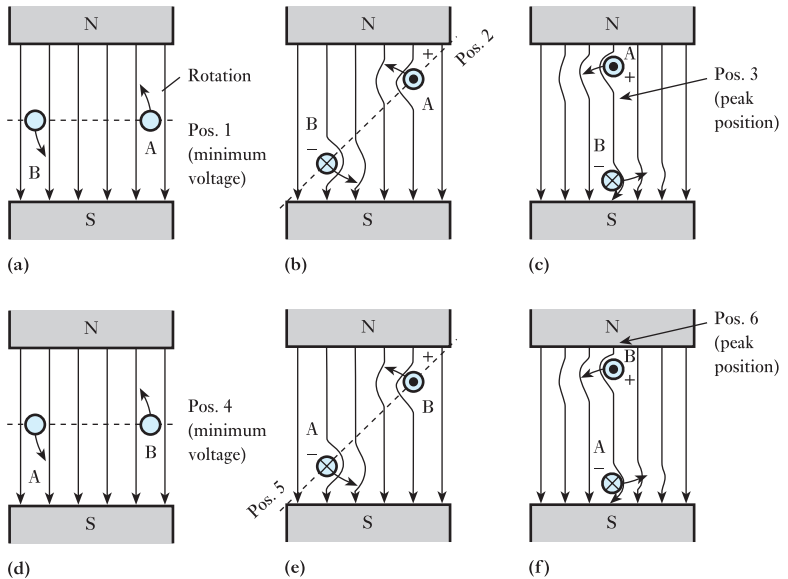 N
Rotation
Pos. 1
(minimum
voltage)
B
A
S
(a)
N
+
Pos. 2
A
B
−
S
(b)
N
A
+
Pos. 3
(peak
position)
B
−
S
(c)
N
Pos. 4
(minimum
voltage)
A
B
S
(d)
N
+
B
A
−
Pos. 5
S
(e)
N
Pos. 6
(peak
position)
B
+
A
−
S
(f)